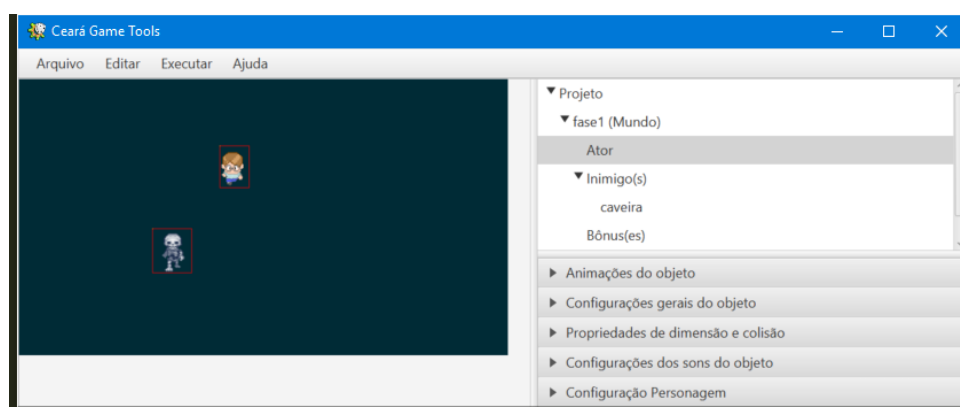 Ceará Game Tools
Arquivo Editar Executar Ajuda
Projeto
fase1 (Mundo)
Ator
Inimigo(s)
caveira
Bônus(es)
Animações do objeto
Configurações gerais do objeto
Propriedades de dimensão e colisão
Configurações dos sons do objeto
Configuração Personagem